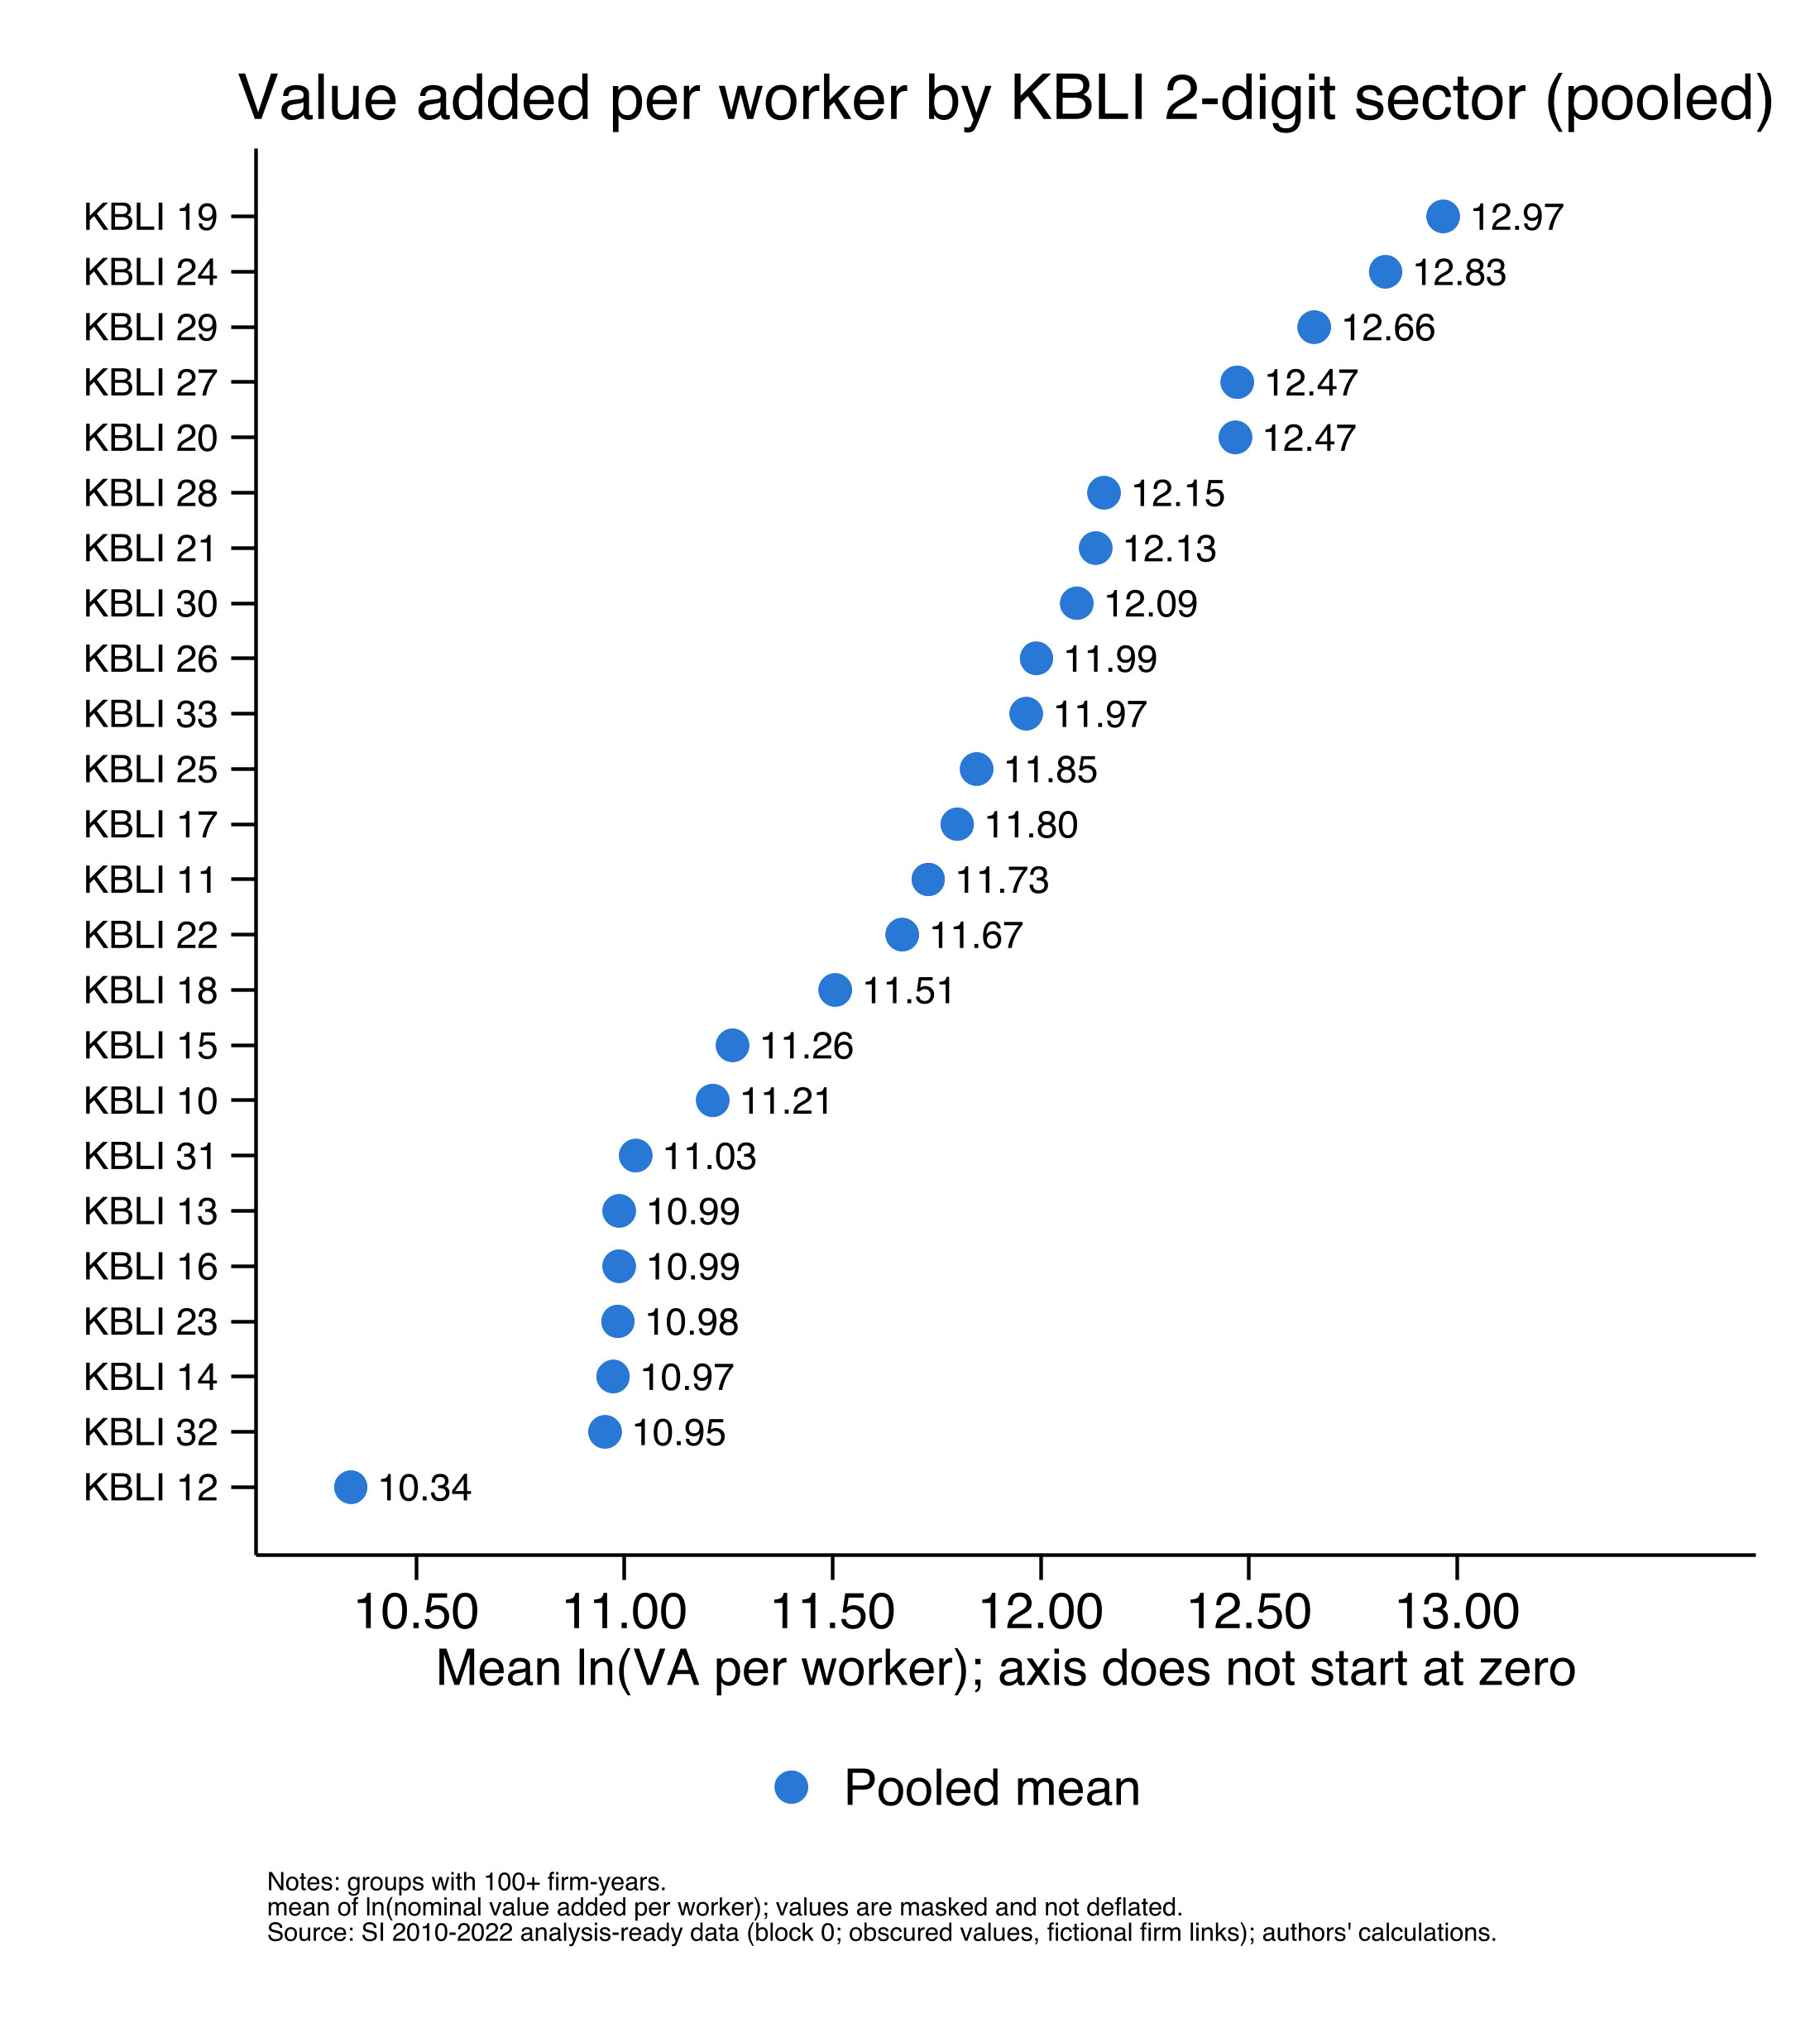 Value added per worker by KBLI 2-digit sector (pooled)
KBLI 19 12.97
KBLI 24 12.83
KBLI 29 12.66
KBLI 27 12.47
KBLI 20 12.47
KBLI 28 12.15
KBLI 21 12.13
KBLI 30 12.09
KBLI 26 11.99
KBLI 33 11.97
KBLI 25 11.85
KBLI 17 11.80
KBLI 11 11.73
KBLI 22 11.67
KBLI 18 11.51
KBLI 15 11.26
KBLI 10 11.21
KBLI 31 11.03
KBLI 13 10.99
KBLI 16 10.99
KBLI 23 10.98
KBLI 14 10.97
KBLI 32 10.95
KBLI 12 10.34
10.50 11.00 11.50 12.00 12.50 13.00
Mean ln(VA per worker); axis does not start at zero
Pooled mean
Notes: groups with 100+ firm-years.
mean of ln(nominal value added per worker); values are masked and not deflated.
Source: SI 2010-2022 analysis-ready data (block 0; obscured values, fictional firm links); authors' calculations.